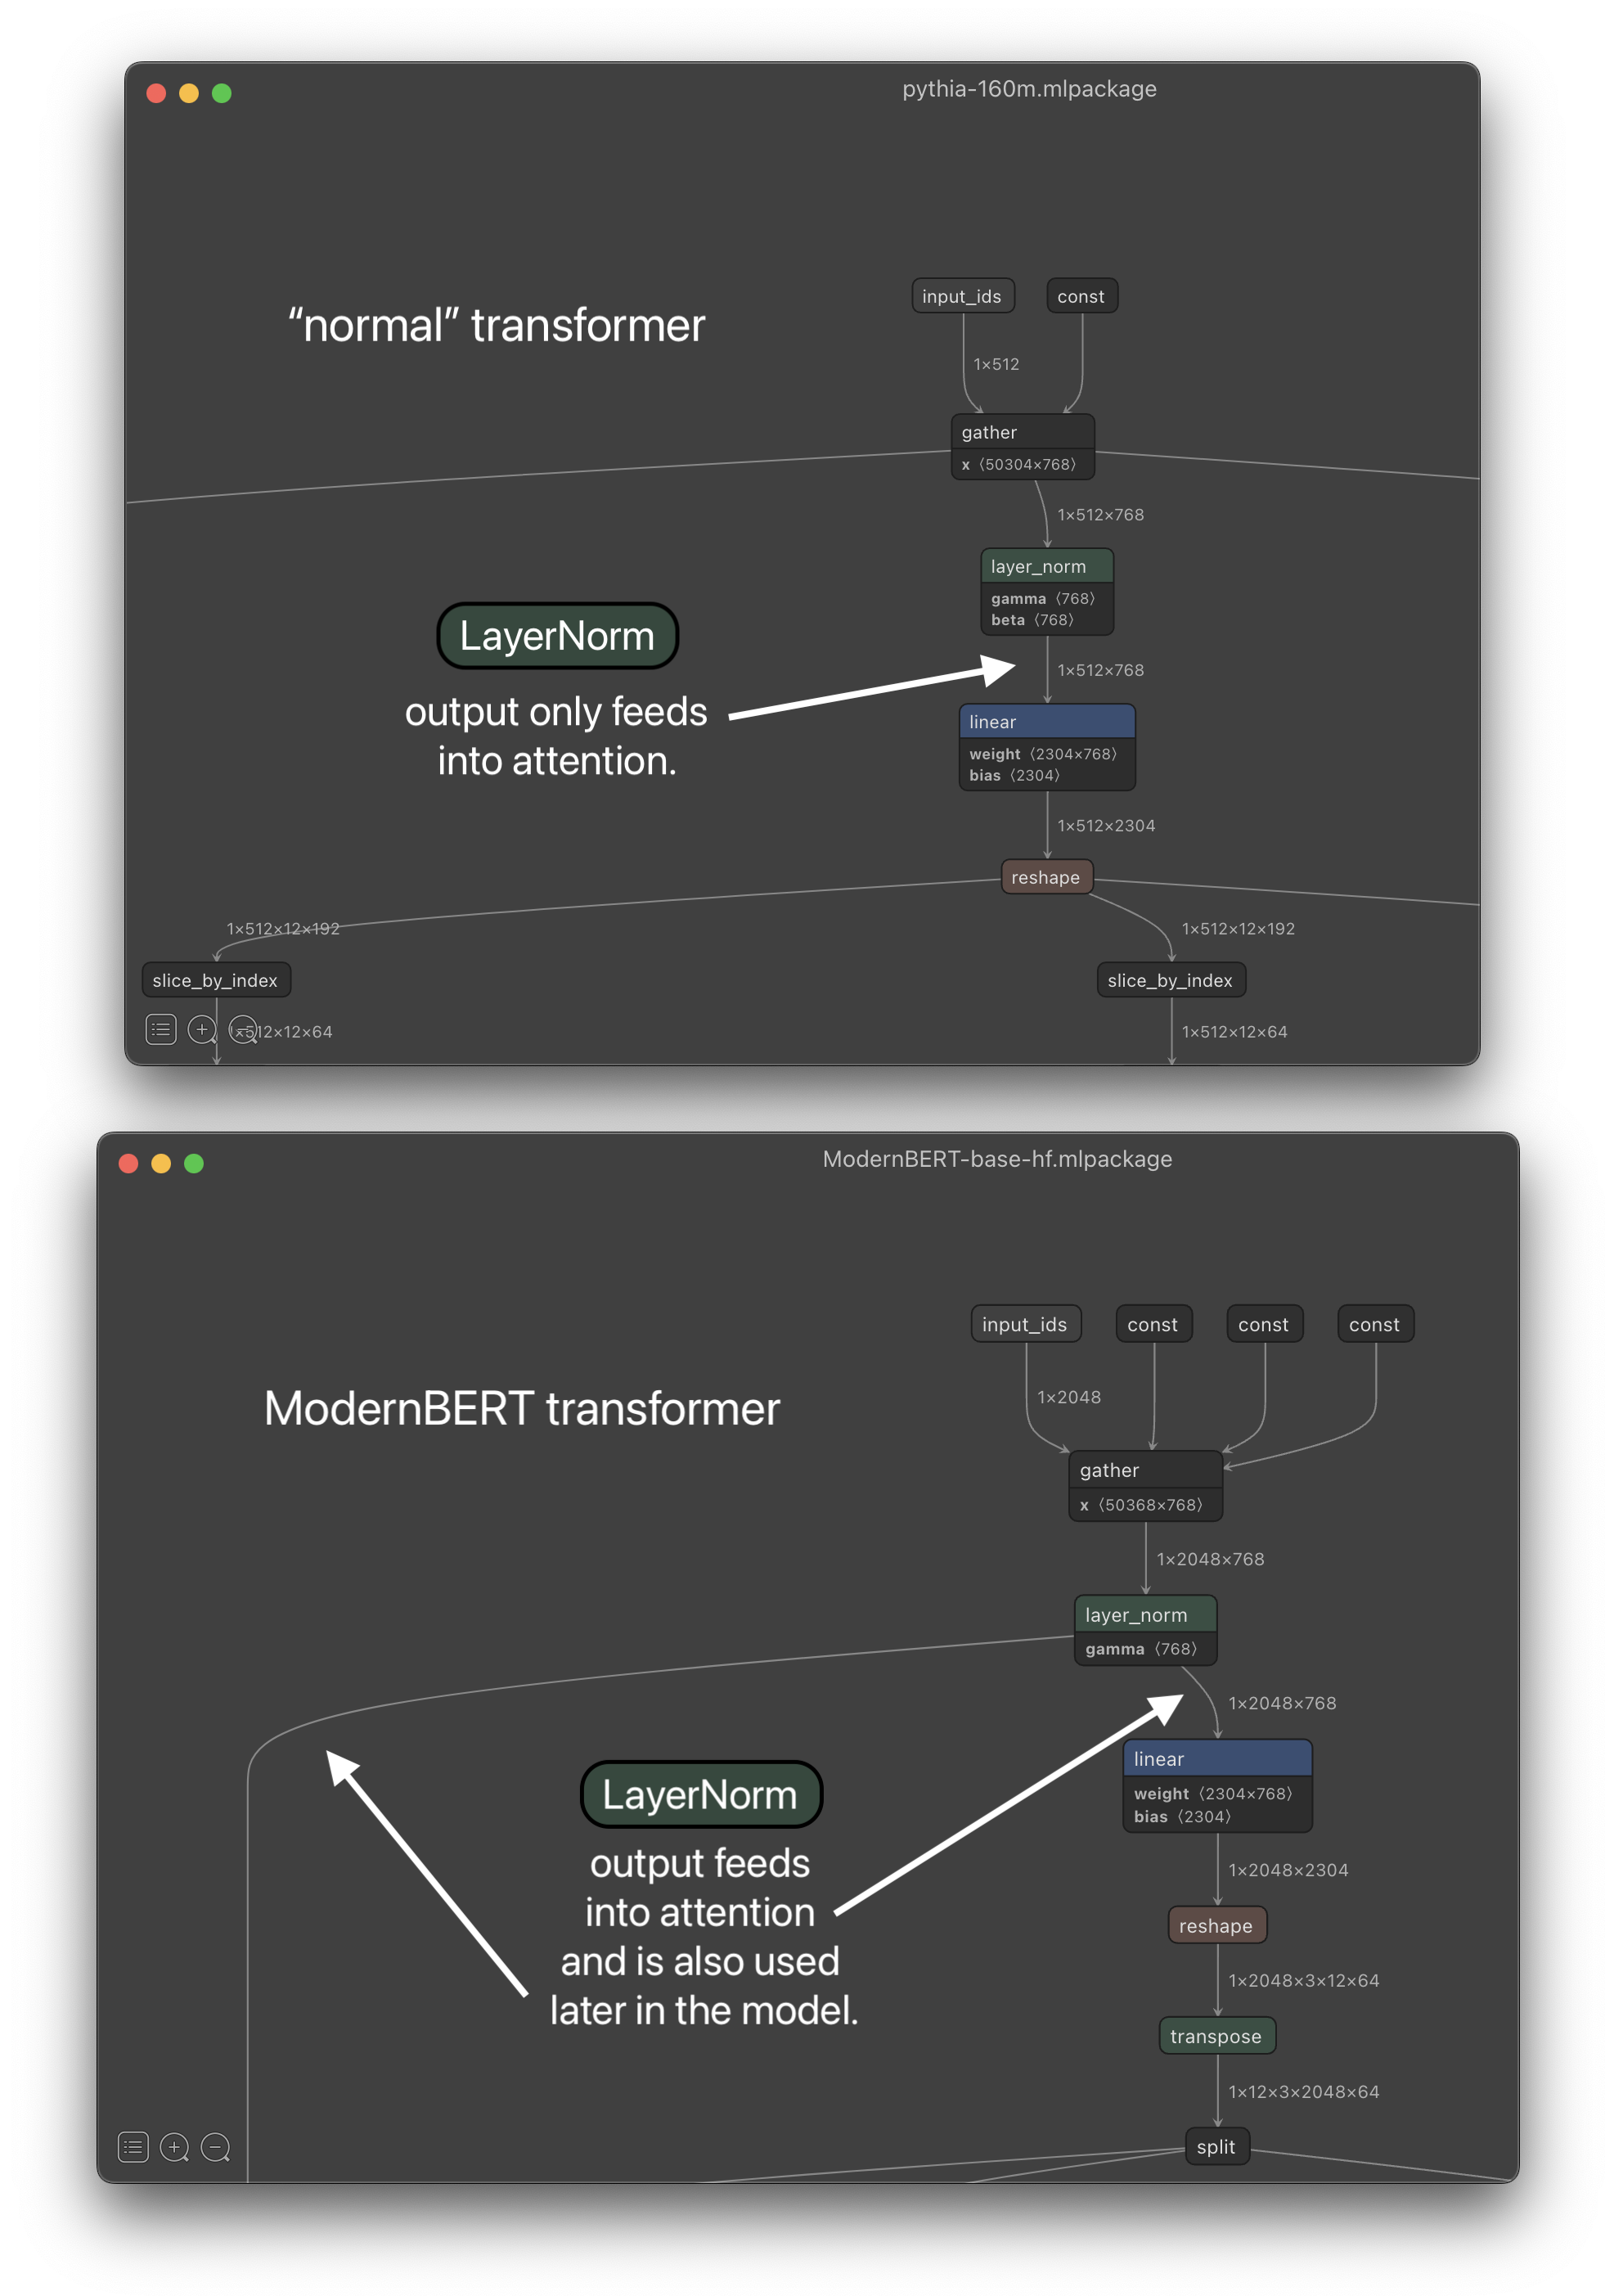 pythia-160m.mlpackage
“normal” transformer
input_ids
const
1×512
gather
x ⟨50304×768⟩
1×512×768
layer_norm
gamma ⟨768⟩
beta ⟨768⟩
LayerNorm
output only feeds
into attention.
1×512×768
linear
weight ⟨2304×768⟩
bias ⟨2304⟩
1×512×2304
reshape
1×512×12×192
1×512×12×192
slice_by_index
slice_by_index
1×512×12×64
1×512×12×64
ModernBERT-base-hf.mlpackage
input_ids
const
const
const
1×2048
ModernBERT transformer
gather
x ⟨50368×768⟩
1×2048×768
layer_norm
gamma ⟨768⟩
1×2048×768
LayerNorm
output feeds
into attention
and is also used
later in the model.
linear
weight ⟨2304×768⟩
bias ⟨2304⟩
1×2048×2304
reshape
1×2048×3×12×64
transpose
1×12×3×2048×64
split